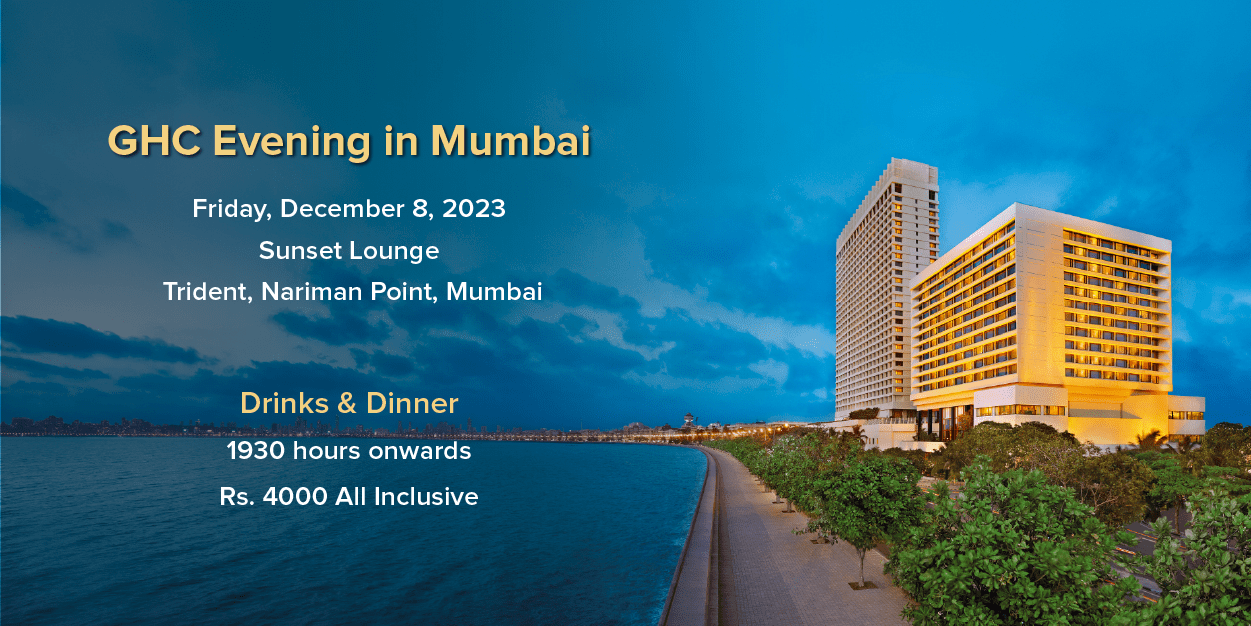 GHC Evening in Mumbai
Friday, December 8, 2023
Sunset Lounge
Trident, Nariman Point, Mumbai
Drinks & Dinner
1930 hours onwards
Rs. 4000 All Inclusive